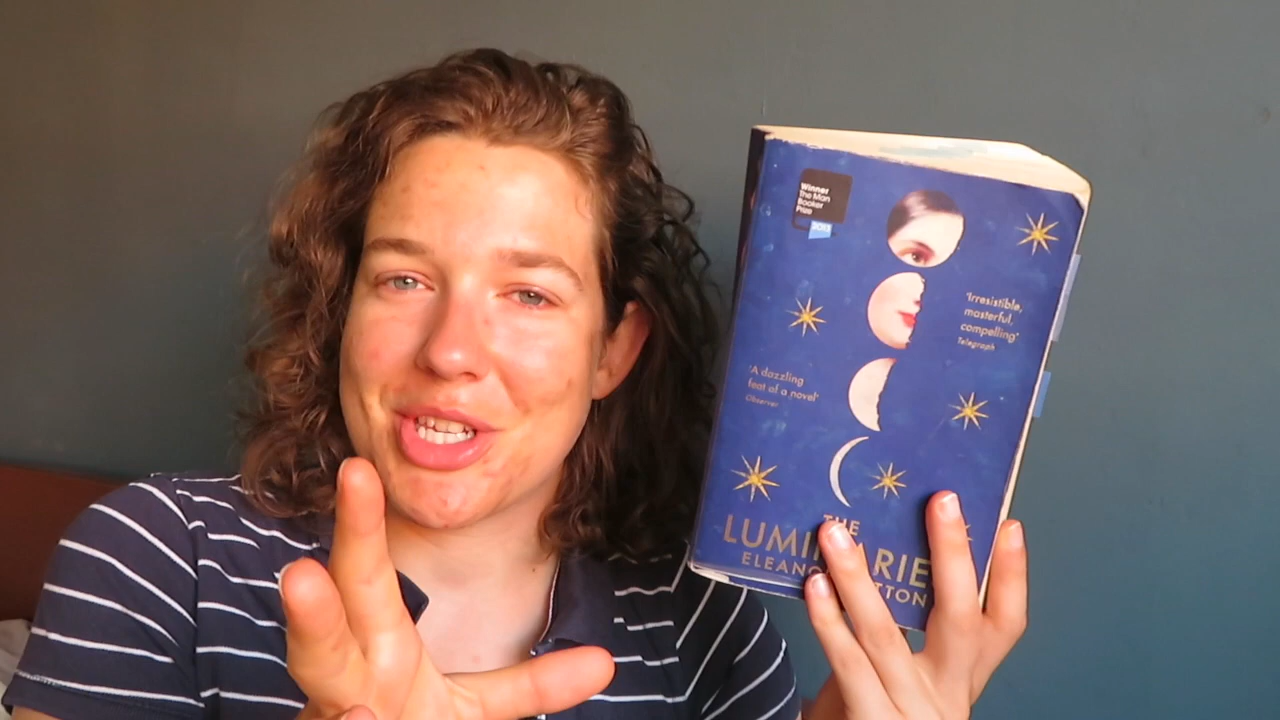 Winner
The Man
Booker
Prize
2013
'Irresistible,
masterful,
compelling'
Telegraph
'A dazzling
feat of a novel'
Observer
THE
LUMI ARIE
ELEANO TTON